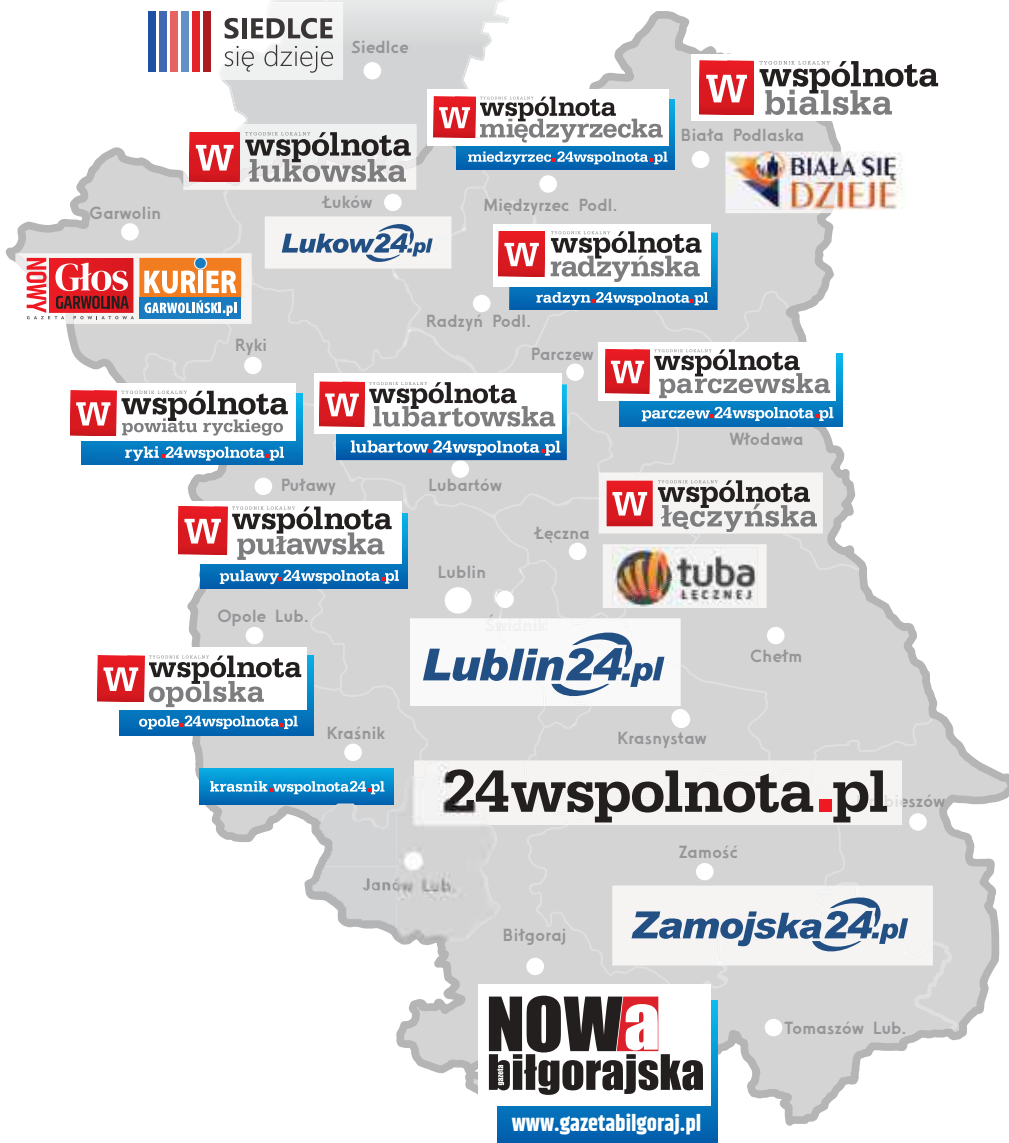 SIEDLCE
się dzieje
Siedlce
TYGODNIK LOKALNY
W wspólnota
bialska
TYGODNIK LOKALNY
W wspólnota
międzyrzecka
miedzyrzec.24wspolnota.pl
Biała Podlaska
TYGODNIK LOKALNY
W wspólnota
łukowska
BIAŁA SIĘ
DZIEJE
Łuków
Międzyrzec Podl.
Garwolin
Lukow24.pl
W wspólnota
radzyńska
radzyn.24wspolnota.pl
NOWY
Głos
GARWOLINA
GAZETA POWIATOWA
KURIER
GARWOLIŃSKI.pl
Radzyń Podl.
Ryki
Parczew
TYGODNIK LOKALNY
W wspólnota
parczewska
parczew.24wspolnota.pl
TYGODNIK LOKALNY
W wspólnota
powiatu ryckiego
ryki.24wspolnota.pl
TYGODNIK LOKALNY
W wspólnota
lubartowska
lubartow.24wspolnota.pl
Włodawa
Puławy
Lubartów
TYGODNIK LOKALNY
W wspólnota
łęczyńska
TYGODNIK LOKALNY
W wspólnota
puławska
pulawy.24wspolnota.pl
Łęczna
Lublin
tuba
ŁĘCZNEJ
Opole Lub.
Świdnik
Lublin24.pl
Chełm
TYGODNIK LOKALNY
W wspólnota
opolska
opole.24wspolnota.pl
Kraśnik
Krasnystaw
krasnik.wspolnota24.pl
24wspolnota.pl
bieszów
Zamość
Janów Lub.
Zamojska24.pl
Biłgoraj
NOWa
gazeta
biłgorajska
www.gazetabilgoraj.pl
Tomaszów Lub.